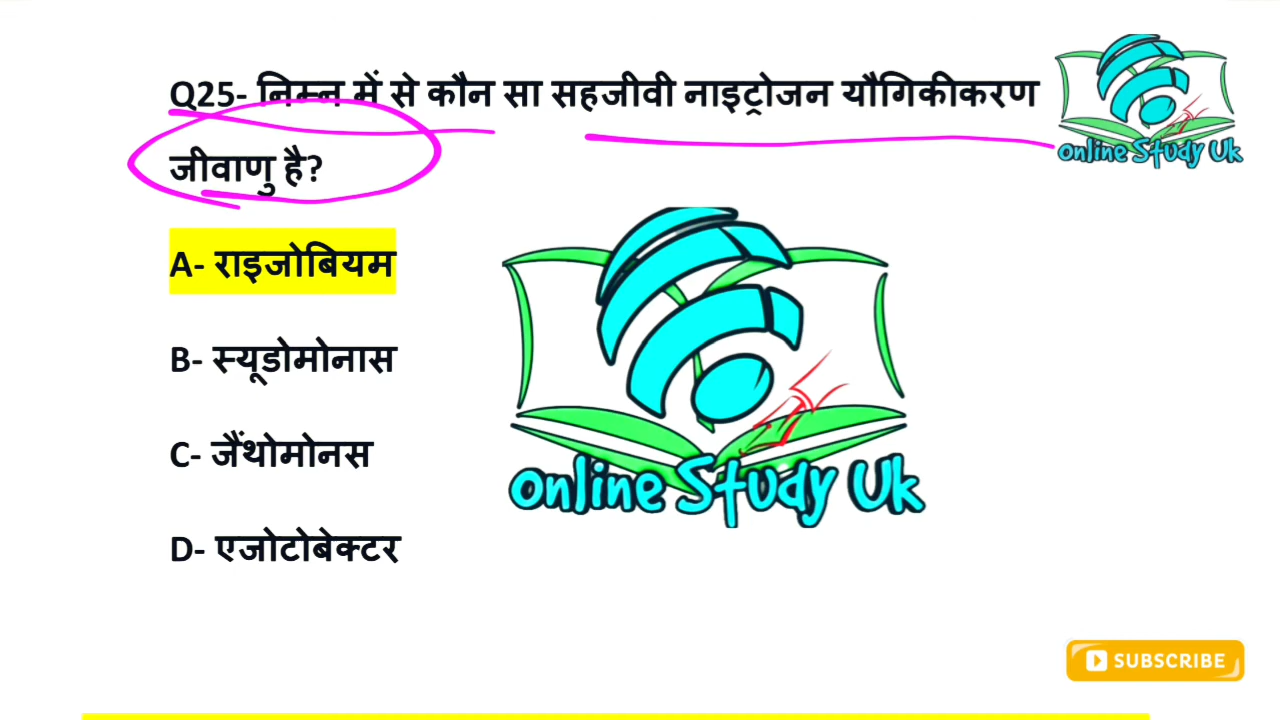 Q25- निम्न में से कौन सा सहजीवी नाइट्रोजन यौगिकीकरण
जीवाणु है?
A- राइजोबियम
B- स्यूडोमोनास
C- जैंथोमोनस
D- एजोटोबेक्टर
Online Study Uk
Online Study Uk
SUBSCRIBE